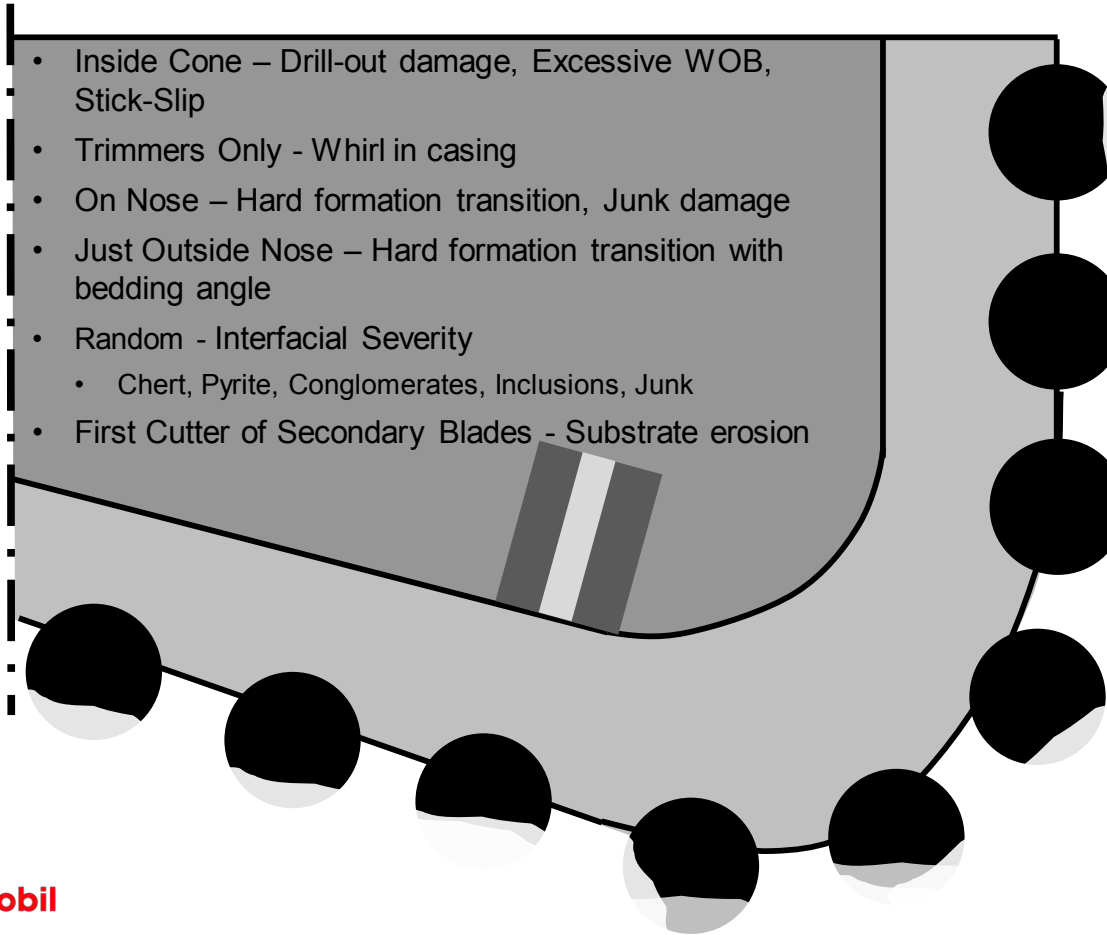 • Inside Cone – Drill-out damage, Excessive WOB,
Stick-Slip
• Trimmers Only - Whirl in casing
• On Nose – Hard formation transition, Junk damage
• Just Outside Nose – Hard formation transition with
bedding angle
• Random - Interfacial Severity
• Chert, Pyrite, Conglomerates, Inclusions, Junk
• First Cutter of Secondary Blades - Substrate erosion
obil